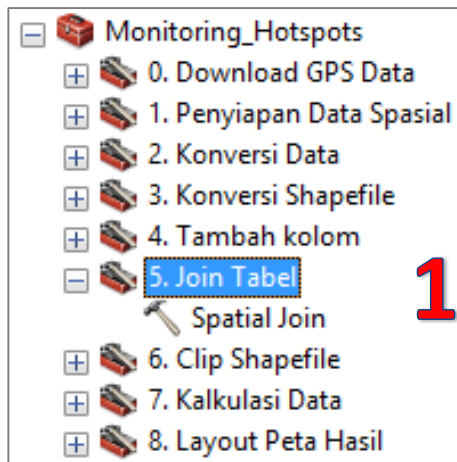 Monitoring_Hotspots
0. Download GPS Data
1. Penyiapan Data Spasial
2. Konversi Data
3. Konversi Shapefile
4. Tambah kolom
5. Join Tabel
1
Spatial Join
6. Clip Shapefile
7. Kalkulasi Data
8. Layout Peta Hasil